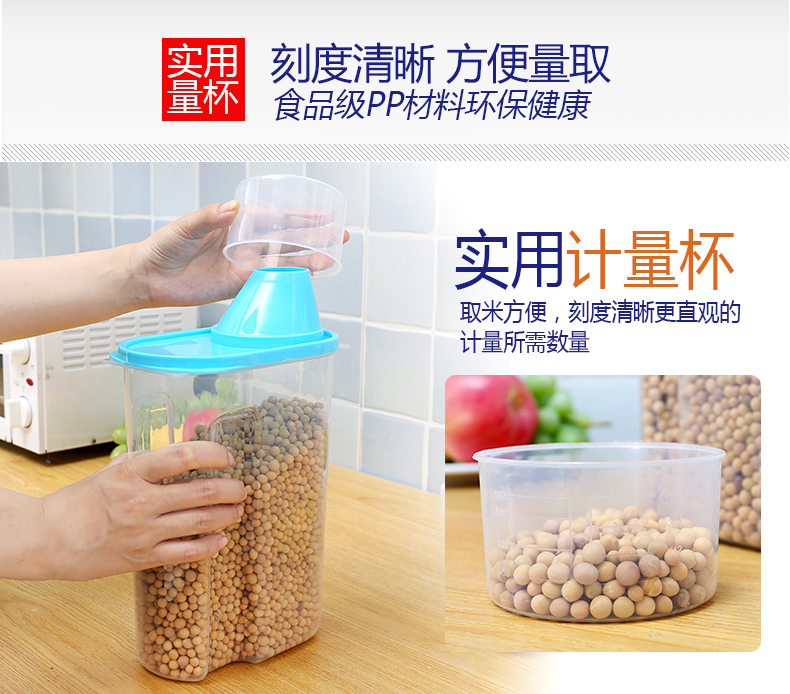 实用
量杯
刻度清晰 方便量取
食品级PP材料环保健康
实用计量杯
取米方便，刻度清晰更直观的
计量所需数量